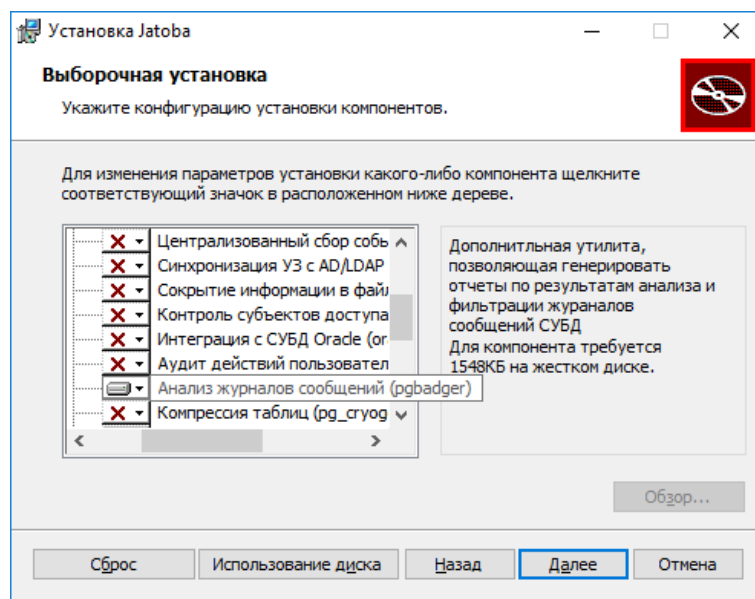 Установка Jatoba
Выборочная установка
Укажите конфигурацию установки компонентов.
Для изменения параметров установки какого-либо компонента щелкните
соответствующий значок в расположенном ниже дереве.
Централизованный сбор собь
Синхронизация УЗ с AD/LDAP
Сокрытие информации в файл
Контроль субъектов доступа
Интеграция с СУБД Oracle (or
Аудит действий пользовател
Анализ журналов сообщений (pgbadger)
Компрессия таблиц (pg_cryog
Дополнитльная утилита,
позволяющая генерировать
отчеты по результатам анализа и
фильтрации жураналов
сообщений СУБД
Для компонента требуется
1548КБ на жестком диске.
Обзор...
Сброс
Использование диска
Назад
Далее
Отмена